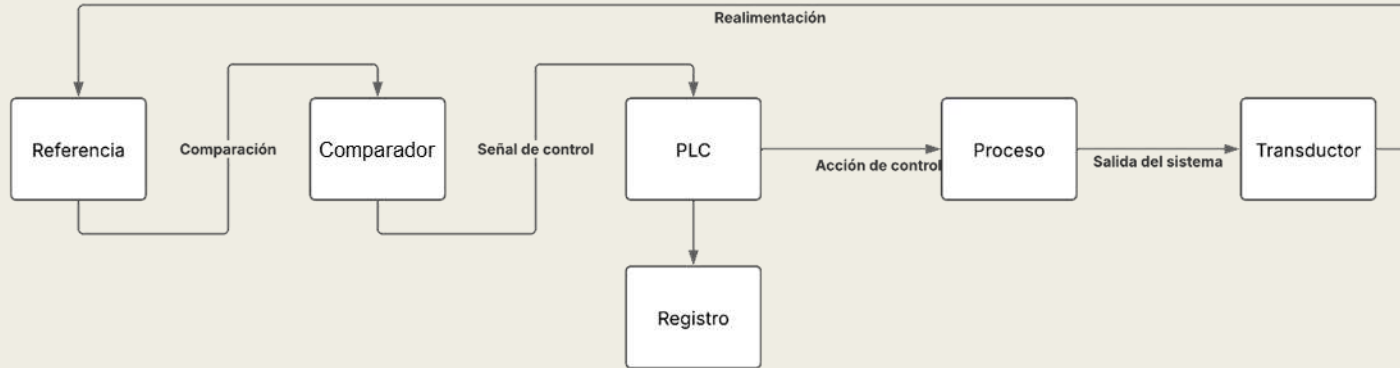 Realimentación
Referencia
Comparación
Comparador
Señal de control
PLC
Acción de control
Proceso
Salida del sistema
Transductor
Registro